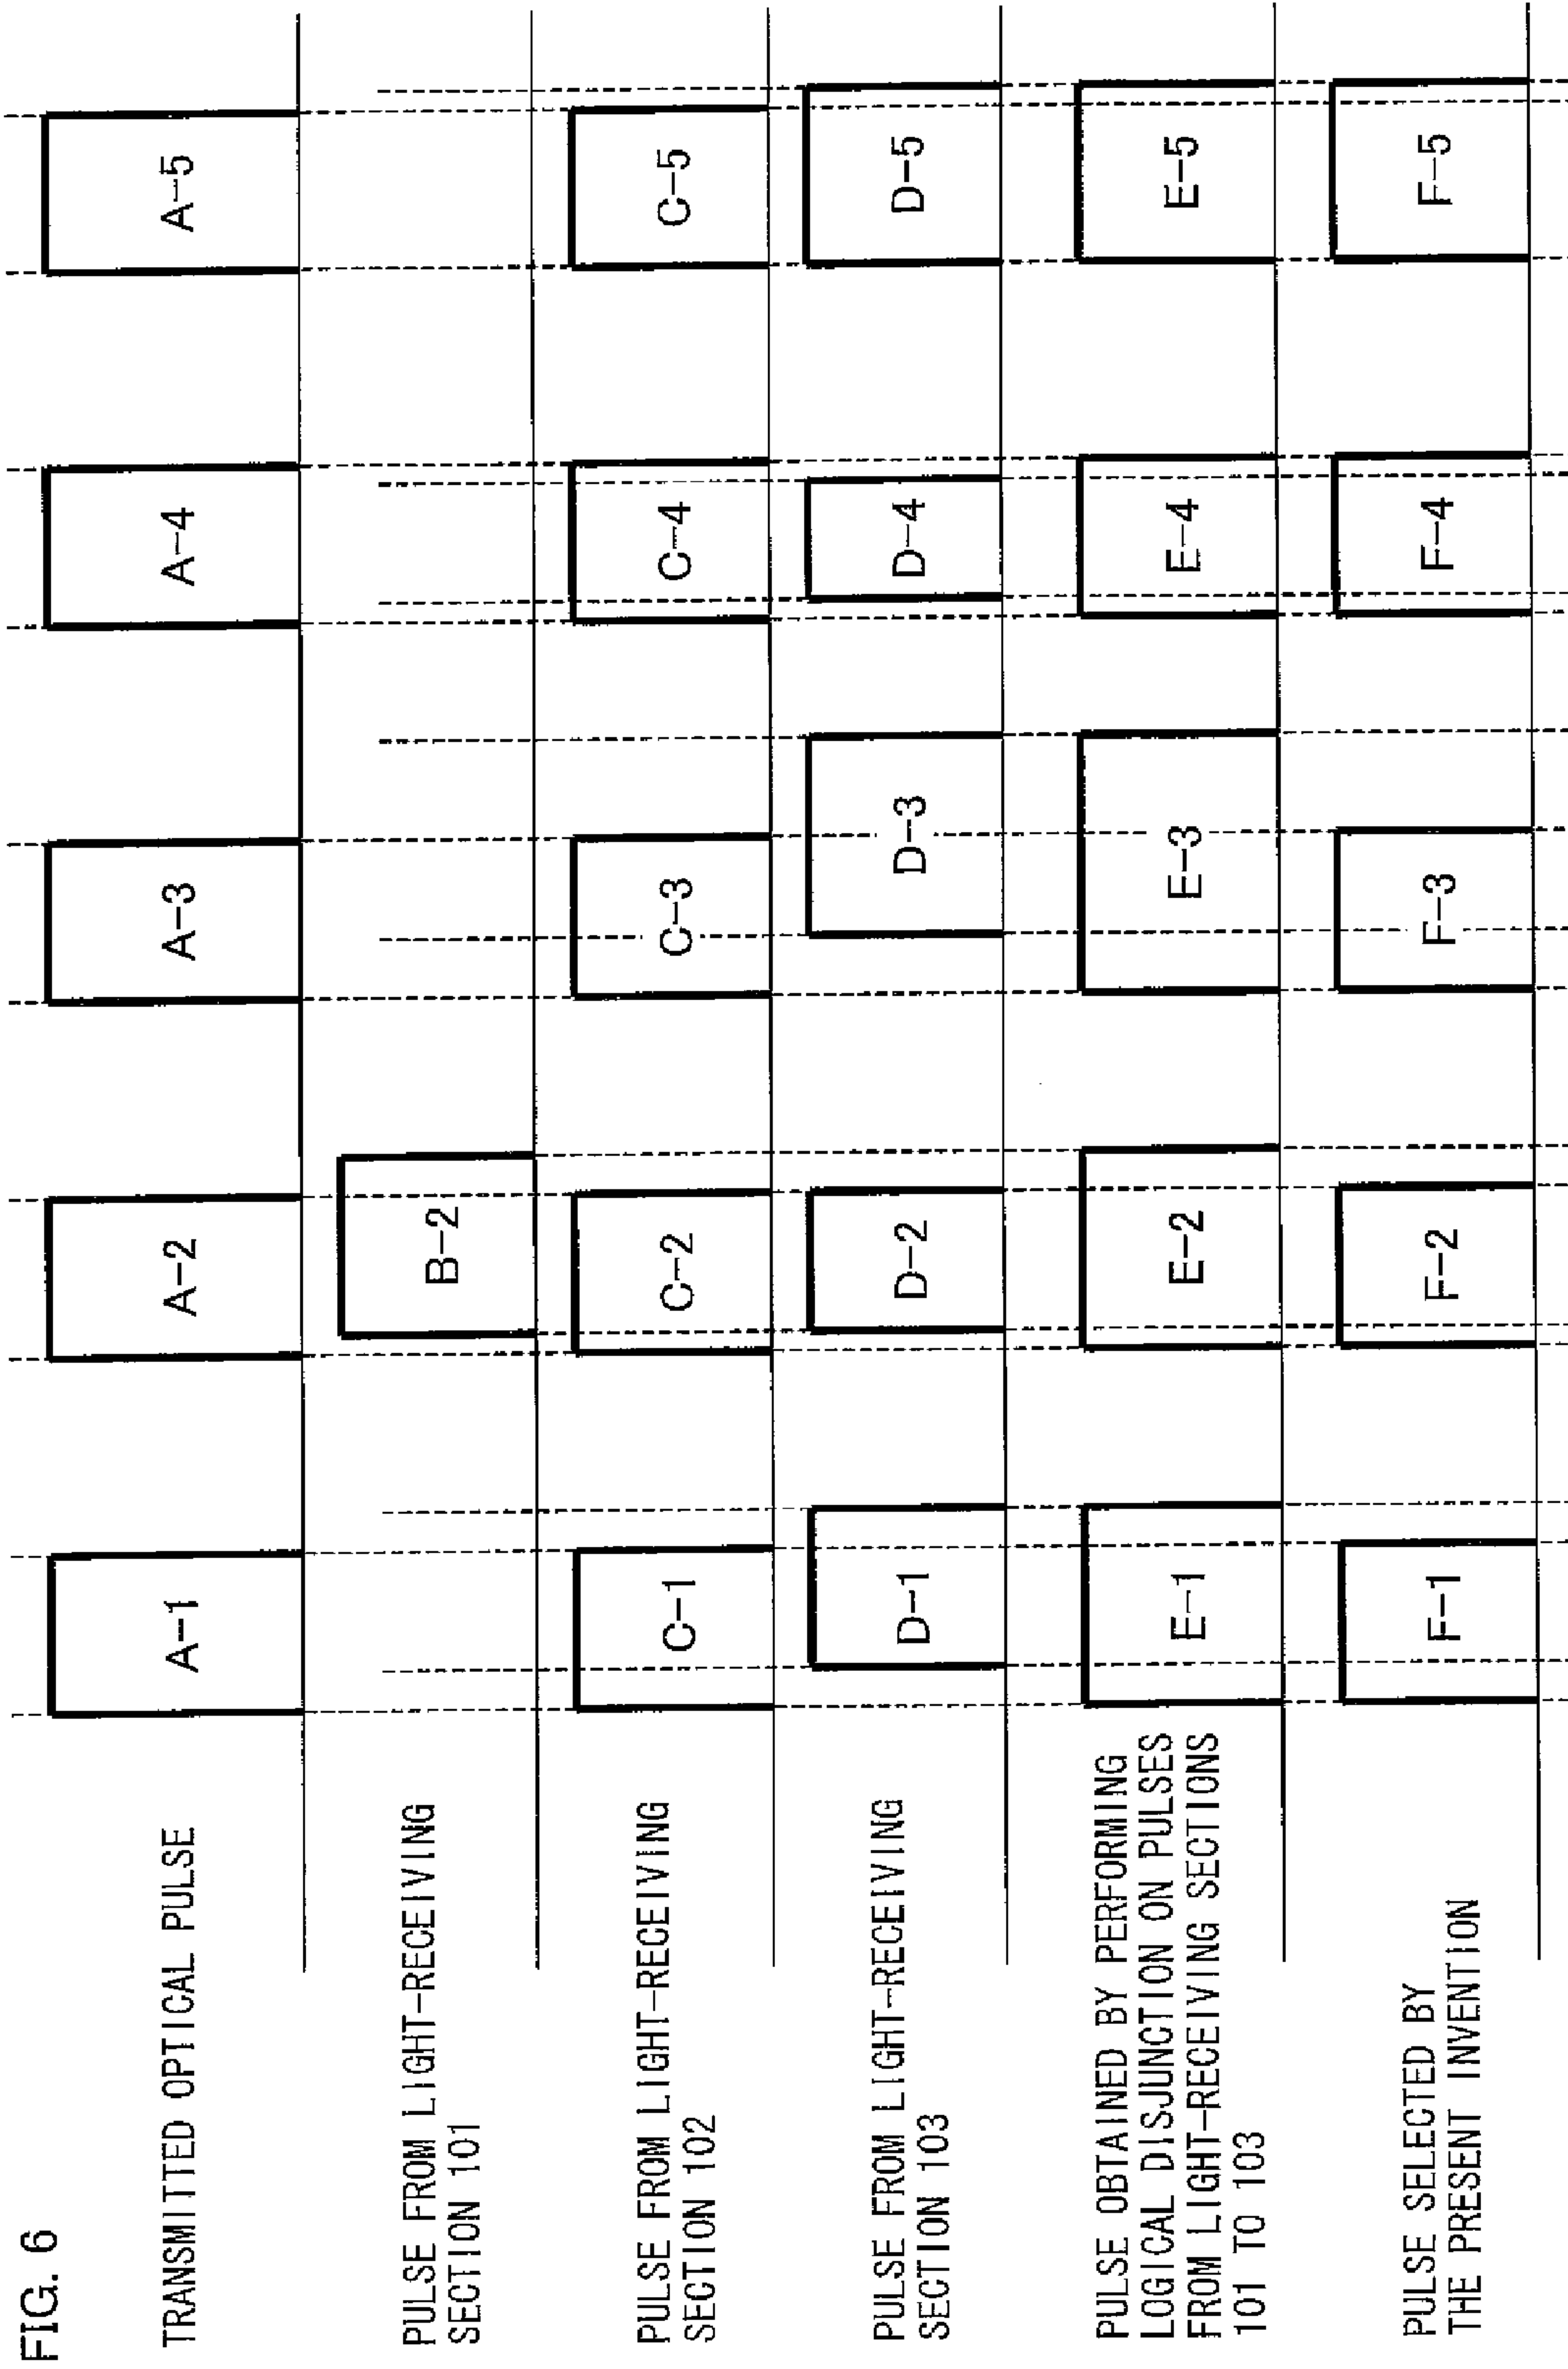 FIG. 6
TRANSMITTED OPTICAL PULSE
A-1
A-2
A-3
A-4
A-5
PULSE FROM LIGHT-RECEIVING
SECTION 101
B-2
PULSE FROM LIGHT-RECEIVING
SECTION 102
C-1
C-2
C-3
C-4
C-5
PULSE FROM LIGHT-RECEIVING
SECTION 103
D-1
D-2
D-3
D-4
D-5
PULSE OBTAINED BY PERFORMING
LOGICAL DISJUNCTION ON PULSES
FROM LIGHT-RECEIVING SECTIONS
101 TO 103
E-1
E-2
E-3
E-4
E-5
PULSE SELECTED BY
THE PRESENT INVENTION
F-1
F-2
F-3
F-4
F-5